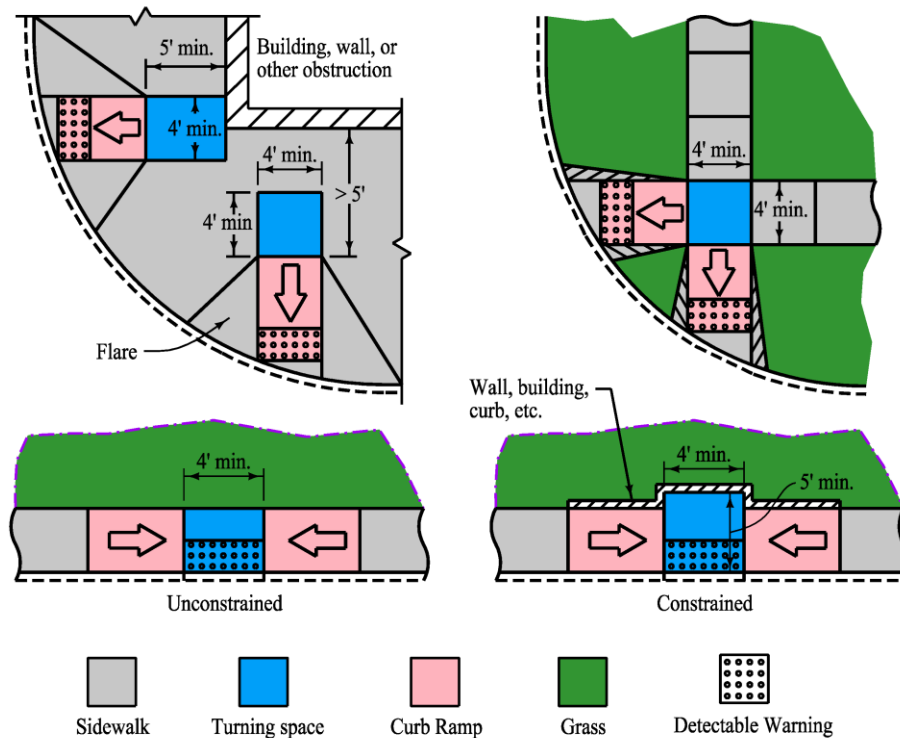 5' min.
Building, wall, or
other obstruction
4' min.
4' min.
> 5'
4' min
Flare
4' min.
4' min.
Wall, building,
curb, etc.
4' min.
4' min.
5' min.
Unconstrained
Constrained
Sidewalk
Turning space
Curb Ramp
Grass
Detectable Warning